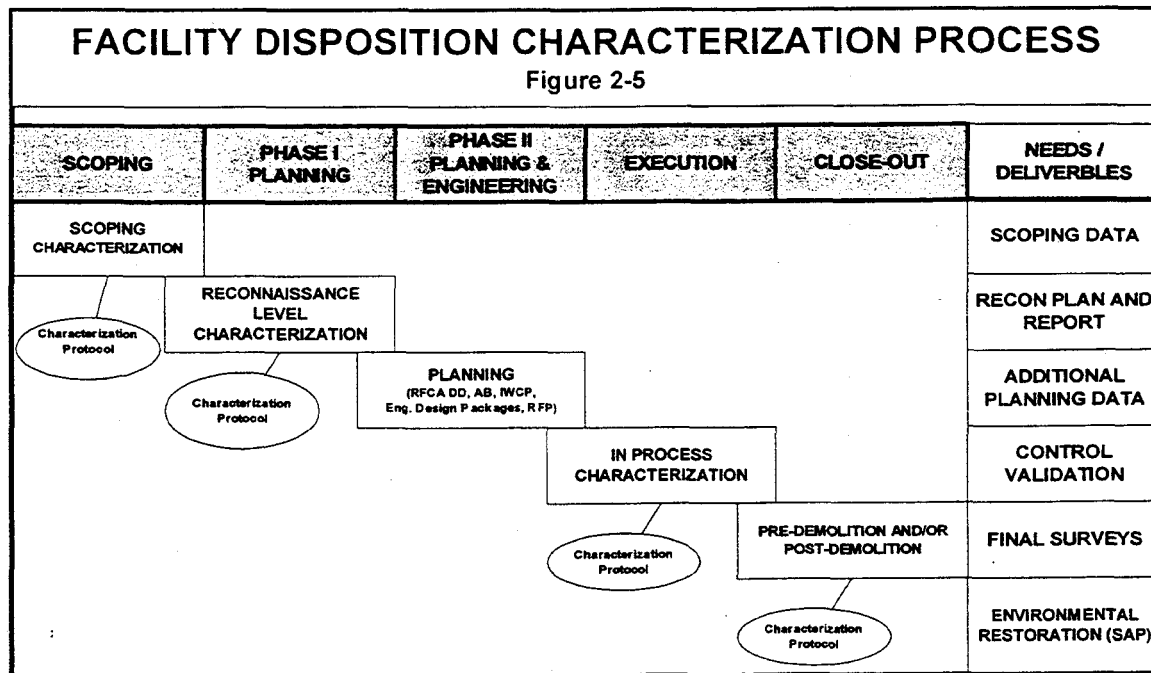 FACILITY DISPOSITION CHARACTERIZATION PROCESS
Figure 2-5
SCOPING
PHASE I
PLANNING
PHASE II
PLANNING &
ENGINEERING
EXECUTION
CLOSE-OUT
NEEDS /
DELIVERBLES
SCOPING
CHARACTERIZATION
SCOPING DATA
Characterization
Protocol
RECONNAISSANCE
LEVEL
CHARACTERIZATION
RECON PLAN AND
REPORT
Characterization
Protocol
PLANNING
(RFCA DD, AB, IWCP,
Eng. Design Packages, RFP)
ADDITIONAL
PLANNING DATA
IN PROCESS
CHARACTERIZATION
CONTROL
VALIDATION
Characterization
Protocol
PRE-DEMOLITION AND/OR
POST-DEMOLITION
FINAL SURVEYS
Characterization
Protocol
ENVIRONMENTAL
RESTORATION (SAP)